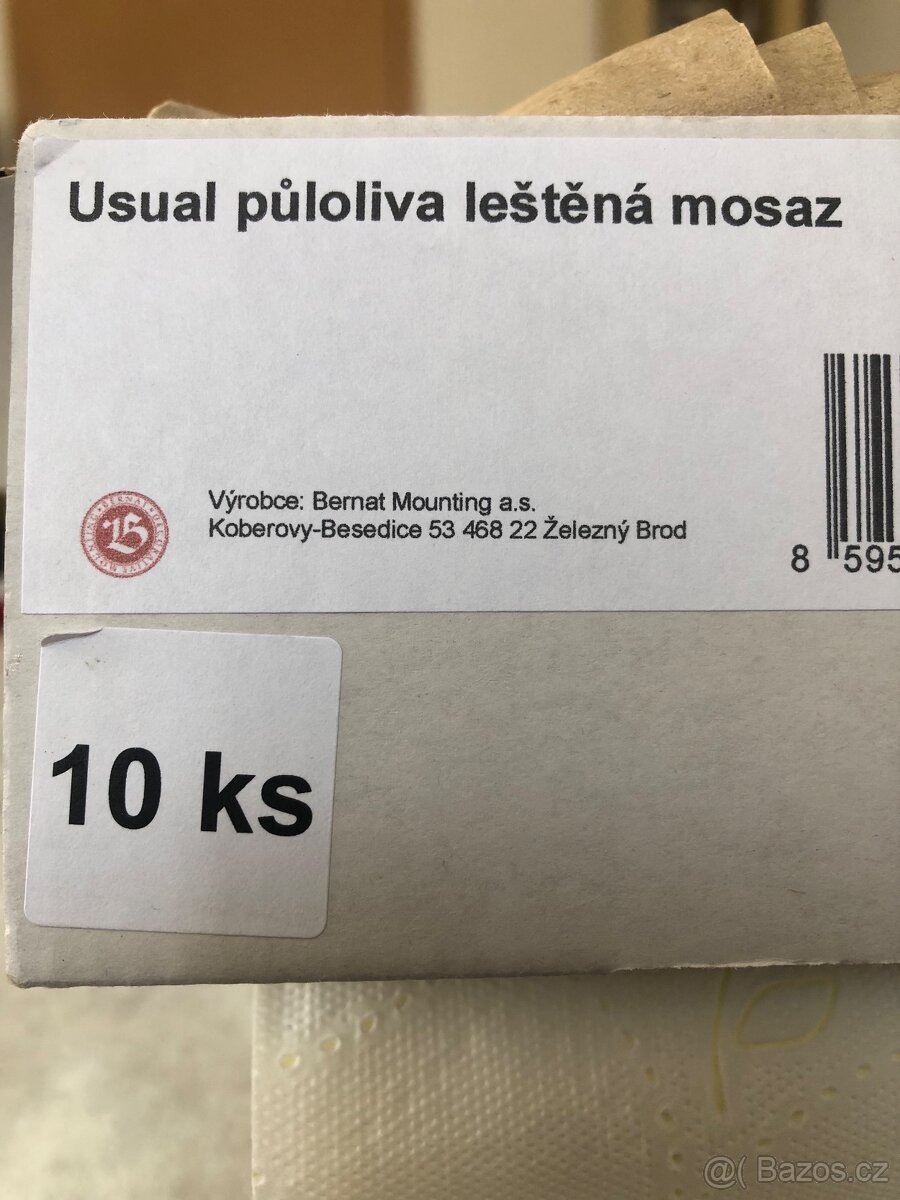 Usual půloliva leštěná mosaz
Výrobce: Bernat Mounting a.s.
Koberovy-Besedice 53 468 22 Železný Brod
8 595
10 ks
@( Bazos.cz